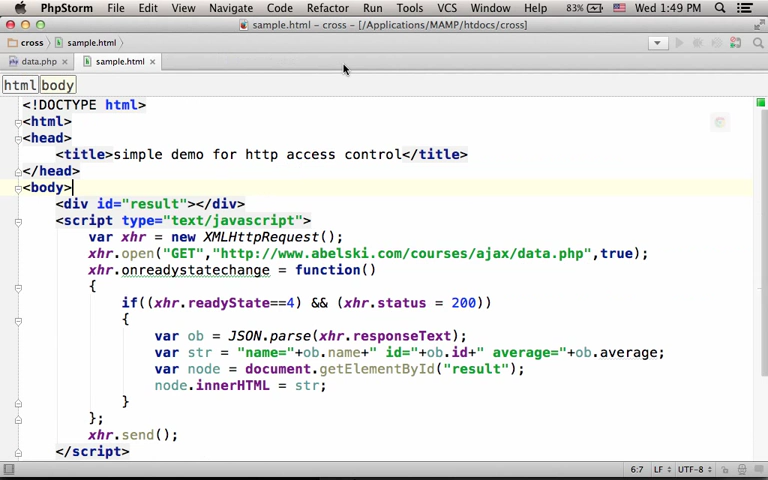 PhpStorm File Edit View Navigate Code Refactor Run Tools VCS Window Help 83% Wed 1:49 PM
sample.html – cross – [/Applications/MAMP/htdocs/cross]
cross sample.html
data.php × sample.html ×
html body
<!DOCTYPE html>
<html>
<head>
<title>simple demo for http access control</title>
</head>
<body>
<div id="result"></div>
<script type="text/javascript">
var xhr = new XMLHttpRequest();
xhr.open("GET","http://www.abelski.com/courses/ajax/data.php",true);
xhr.onreadystatechange = function()
{
if((xhr.readyState==4) && (xhr.status = 200))
{
var ob = JSON.parse(xhr.responseText);
var str = "name="+ob.name+" id="+ob.id+" average="+ob.average;
var node = document.getElementById("result");
node.innerHTML = str;
}
};
xhr.send();
</script>
6:7 LF UTF-8